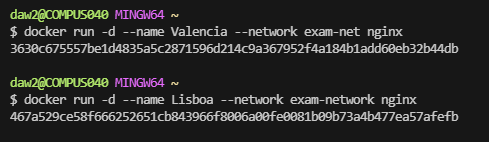 daw2@COMPUS040 MINGW64 ~
$ docker run -d --name Valencia --network exam-net nginx
3630c675557be1d4835a5c2871596d214c9a367952f4a184b1add60eb32b44db
daw2@COMPUS040 MINGW64 ~
$ docker run -d --name Lisboa --network exam-network nginx
467a529ce58f666252651cb843966f8006a00fe0081b09b73a4b477ea57afefb